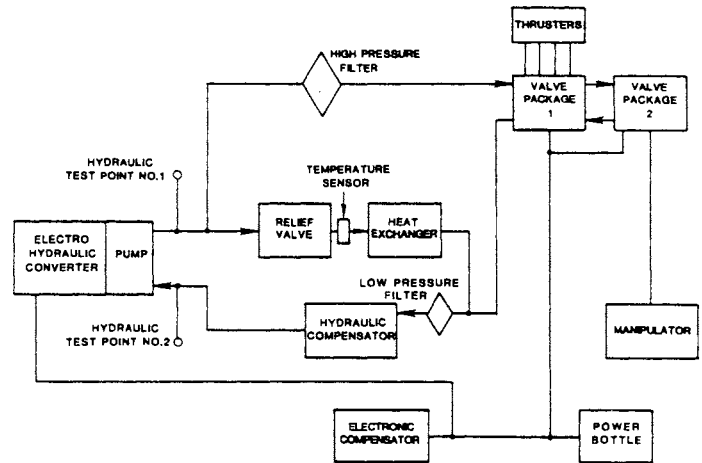 THRUSTERS
HIGH PRESSURE
FILTER
VALVE
PACKAGE
1
VALVE
PACKAGE
2
HYDRAULIC
TEST POINT NO.1
TEMPERATURE
SENSOR
ELECTRO
HYDRAULIC
CONVERTER
PUMP
RELIEF
VALVE
HEAT
EXCHANGER
LOW PRESSURE
FILTER
HYDRAULIC
TEST POINT NO.2
HYDRAULIC
COMPENSATOR
MANIPULATOR
ELECTRONIC
COMPENSATOR
POWER
BOTTLE